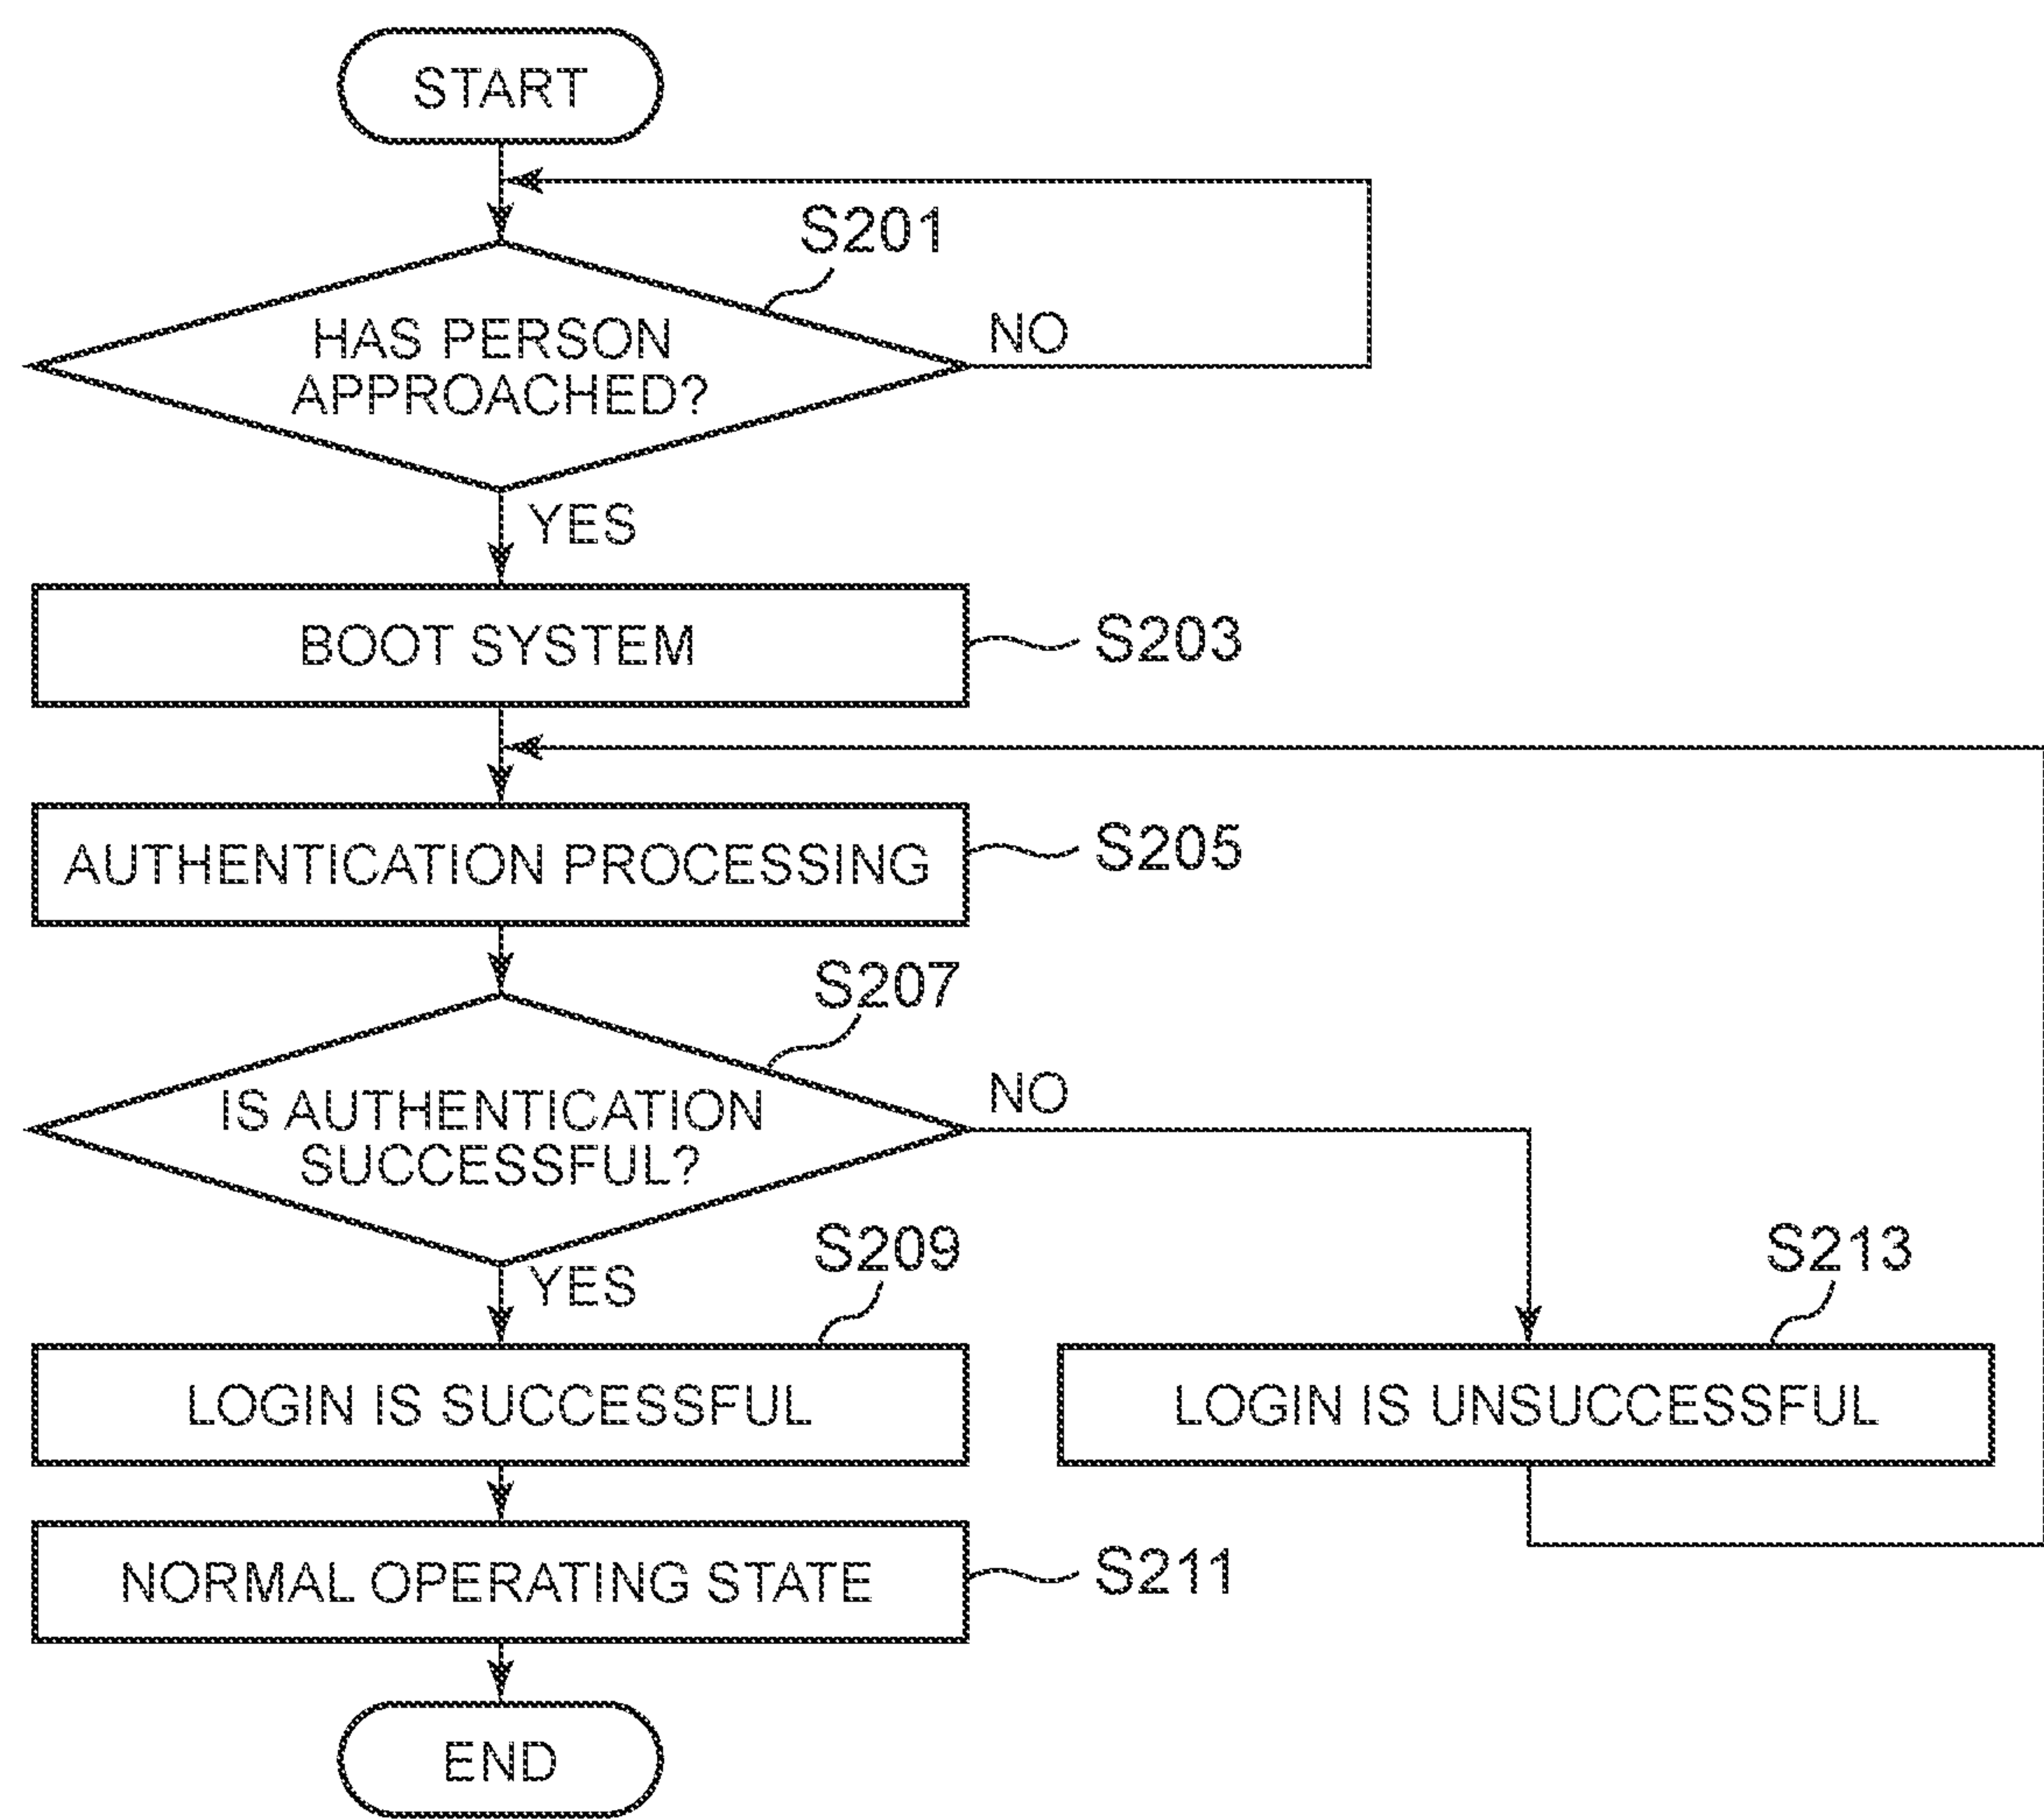 START
S201
HAS PERSON
APPROACHED?
NO
YES
BOOT SYSTEM
S203
AUTHENTICATION PROCESSING
S205
S207
IS AUTHENTICATION
SUCCESSFUL?
NO
YES
S209
S213
LOGIN IS SUCCESSFUL
LOGIN IS UNSUCCESSFUL
NORMAL OPERATING STATE
S211
END